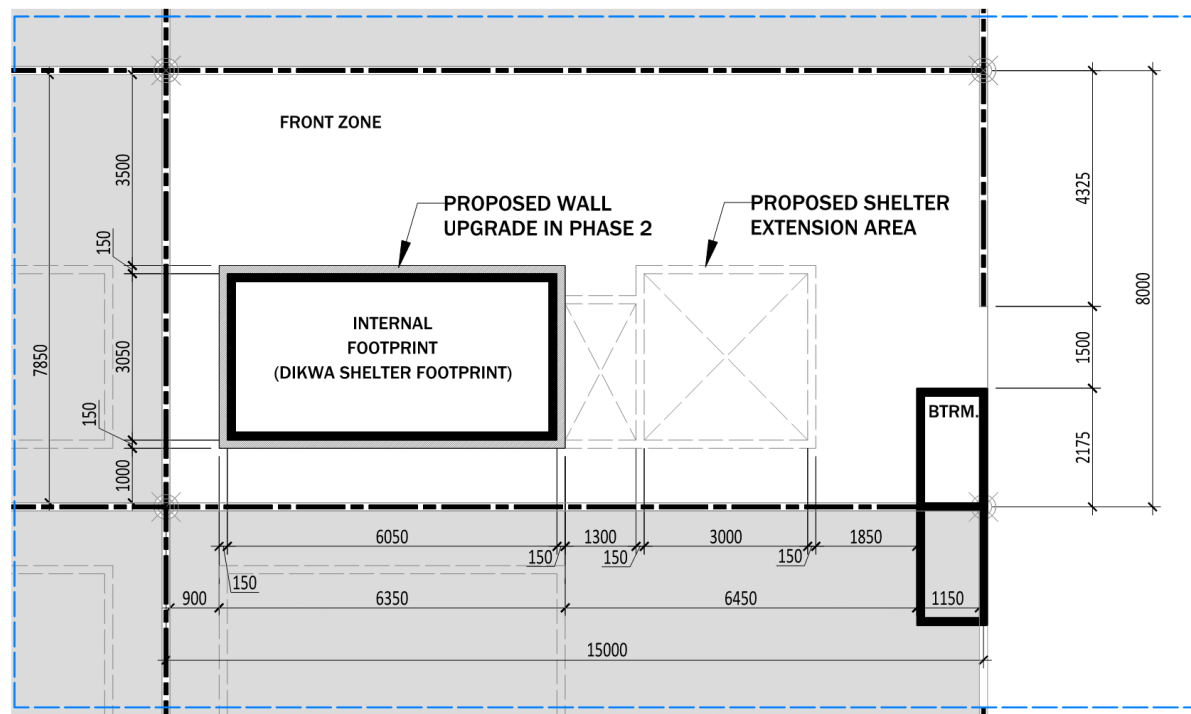 FRONT ZONE
PROPOSED WALL
UPGRADE IN PHASE 2
PROPOSED SHELTER
EXTENSION AREA
3500
150
7850
3050
150
1000
INTERNAL
FOOTPRINT
(DIKWA SHELTER FOOTPRINT)
BTRM.
4325
8000
1500
2175
6050
1300
3000
1850
150
150
150
150
900
6350
6450
1150
15000